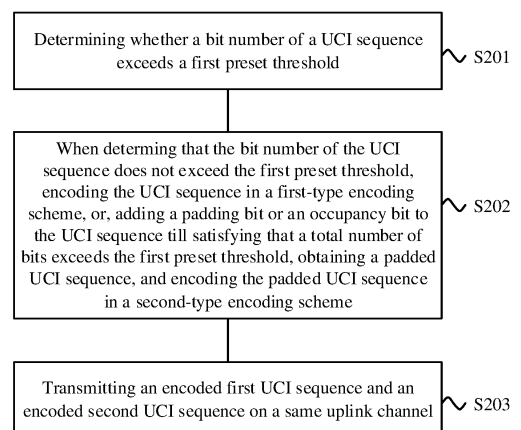 Determining whether a bit number of a UCI sequence
exceeds a first preset threshold
S201
When determing that the bit number of the UCI
sequence does not exceed the first preset threshold,
encoding the UCI sequence in a first-type encoding
scheme, or, adding a padding bit or an occupancy bit to
the UCI sequence till satisfying that a total number of
bits exceeds the first preset threshold, obtaining a padded
UCI sequence, and encoding the padded UCI sequence
in a second-type encoding scheme
S202
Transmitting an encoded first UCI sequence and an
encoded second UCI sequence on a same uplink channel
S203